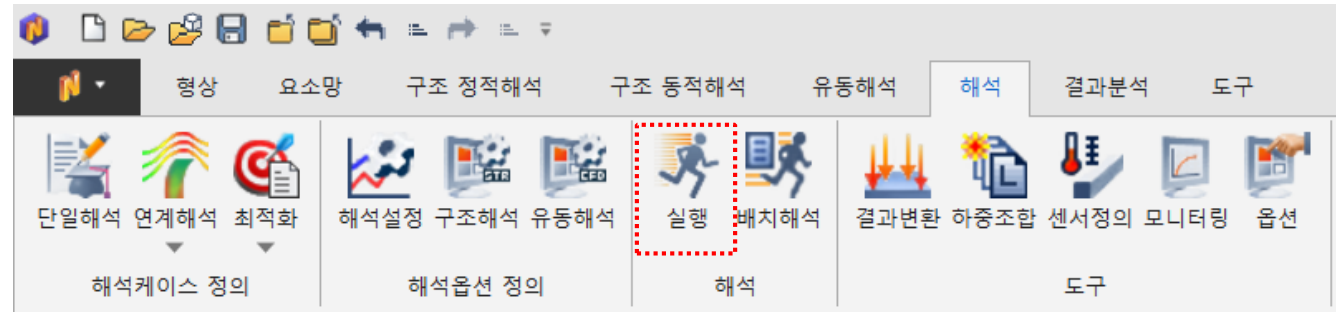 형상 요소망 구조 정적해석 구조 동적해석 유동해석 해석 결과분석 도구
STR CFD
단일해석 연계해석 최적화 해석설정 구조해석 유동해석 실행 배치해석 결과변환 하중조합 센서정의 모니터링 옵션
해석케이스 정의 해석옵션 정의 해석 도구